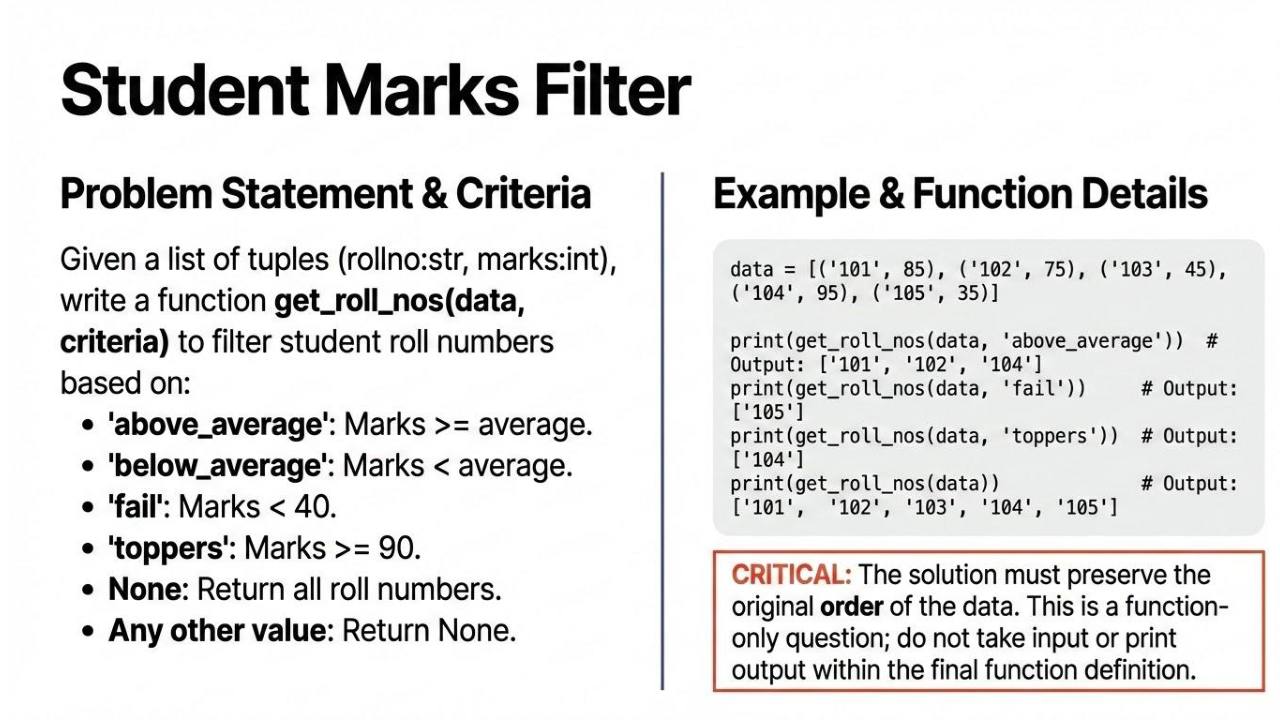 Student Marks Filter
Problem Statement & Criteria
Given a list of tuples (rollno:str, marks:int),
write a function get_roll_nos(data,
criteria) to filter student roll numbers
based on:
• 'above_average': Marks >= average.
• 'below_average': Marks < average.
• 'fail': Marks < 40.
• 'toppers': Marks >= 90.
• None: Return all roll numbers.
• Any other value: Return None.
Example & Function Details
data = [('101', 85), ('102', 75), ('103', 45),
('104', 95), ('105', 35)]
print(get_roll_nos(data, 'above_average'))  #
Output: ['101', '102', '104']
print(get_roll_nos(data, 'fail'))     # Output:
['105']
print(get_roll_nos(data, 'toppers'))  # Output:
['104']
print(get_roll_nos(data))             # Output:
['101',  '102', '103', '104', '105']
CRITICAL: The solution must preserve the
original order of the data. This is a function-
only question; do not take input or print
output within the final function definition.